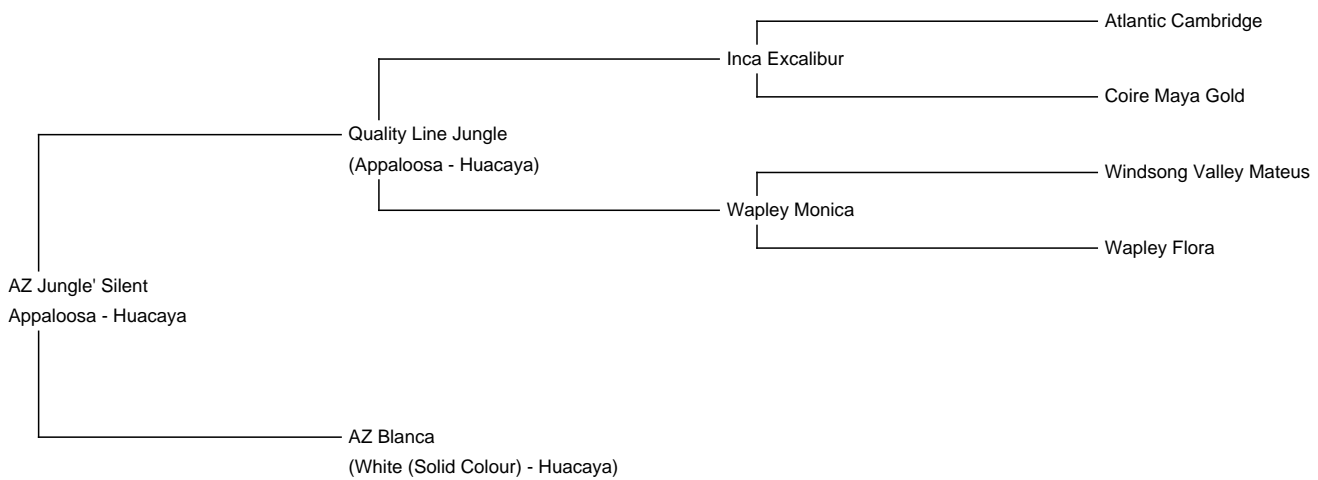 Atlantic Cambridge
Inca Excalibur
Coire Maya Gold
Quality Line Jungle
(Appaloosa - Huacaya)
Windsong Valley Mateus
Wapley Monica
Wapley Flora
AZ Jungle' Silent
Appaloosa - Huacaya
AZ Blanca
(White (Solid Colour) - Huacaya)